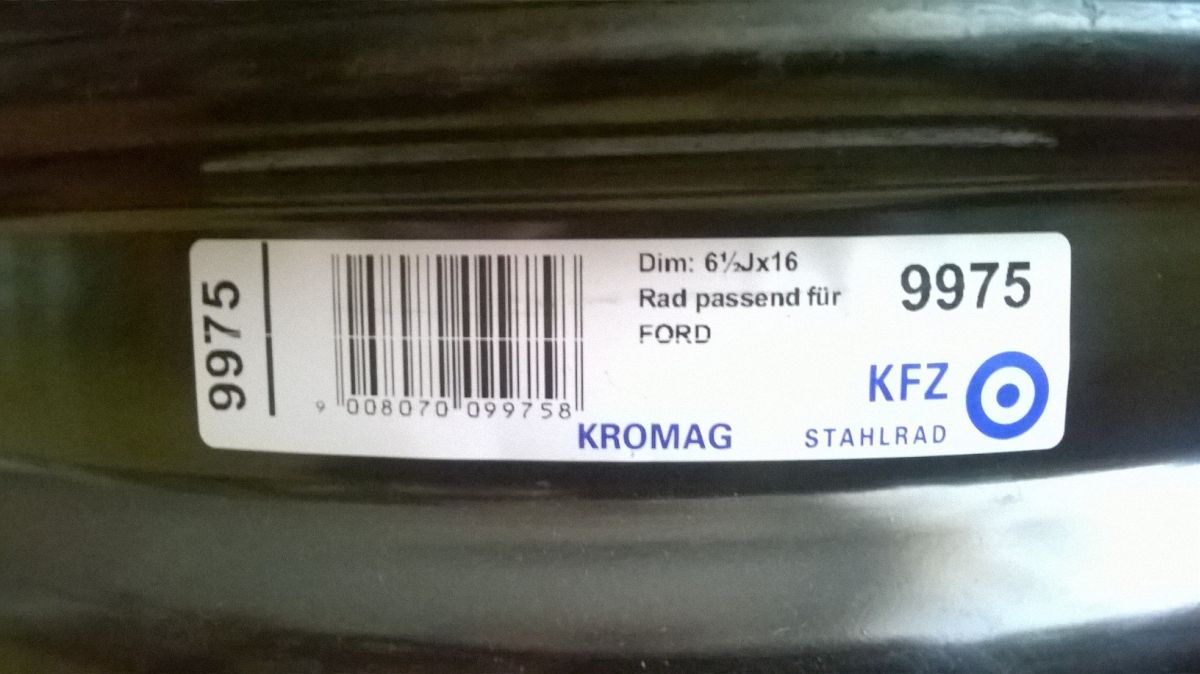 9975
9 008070 099758
Dim: 6½Jx16
Rad passend für
FORD
9975
KFZ
KROMAG
STAHLRAD